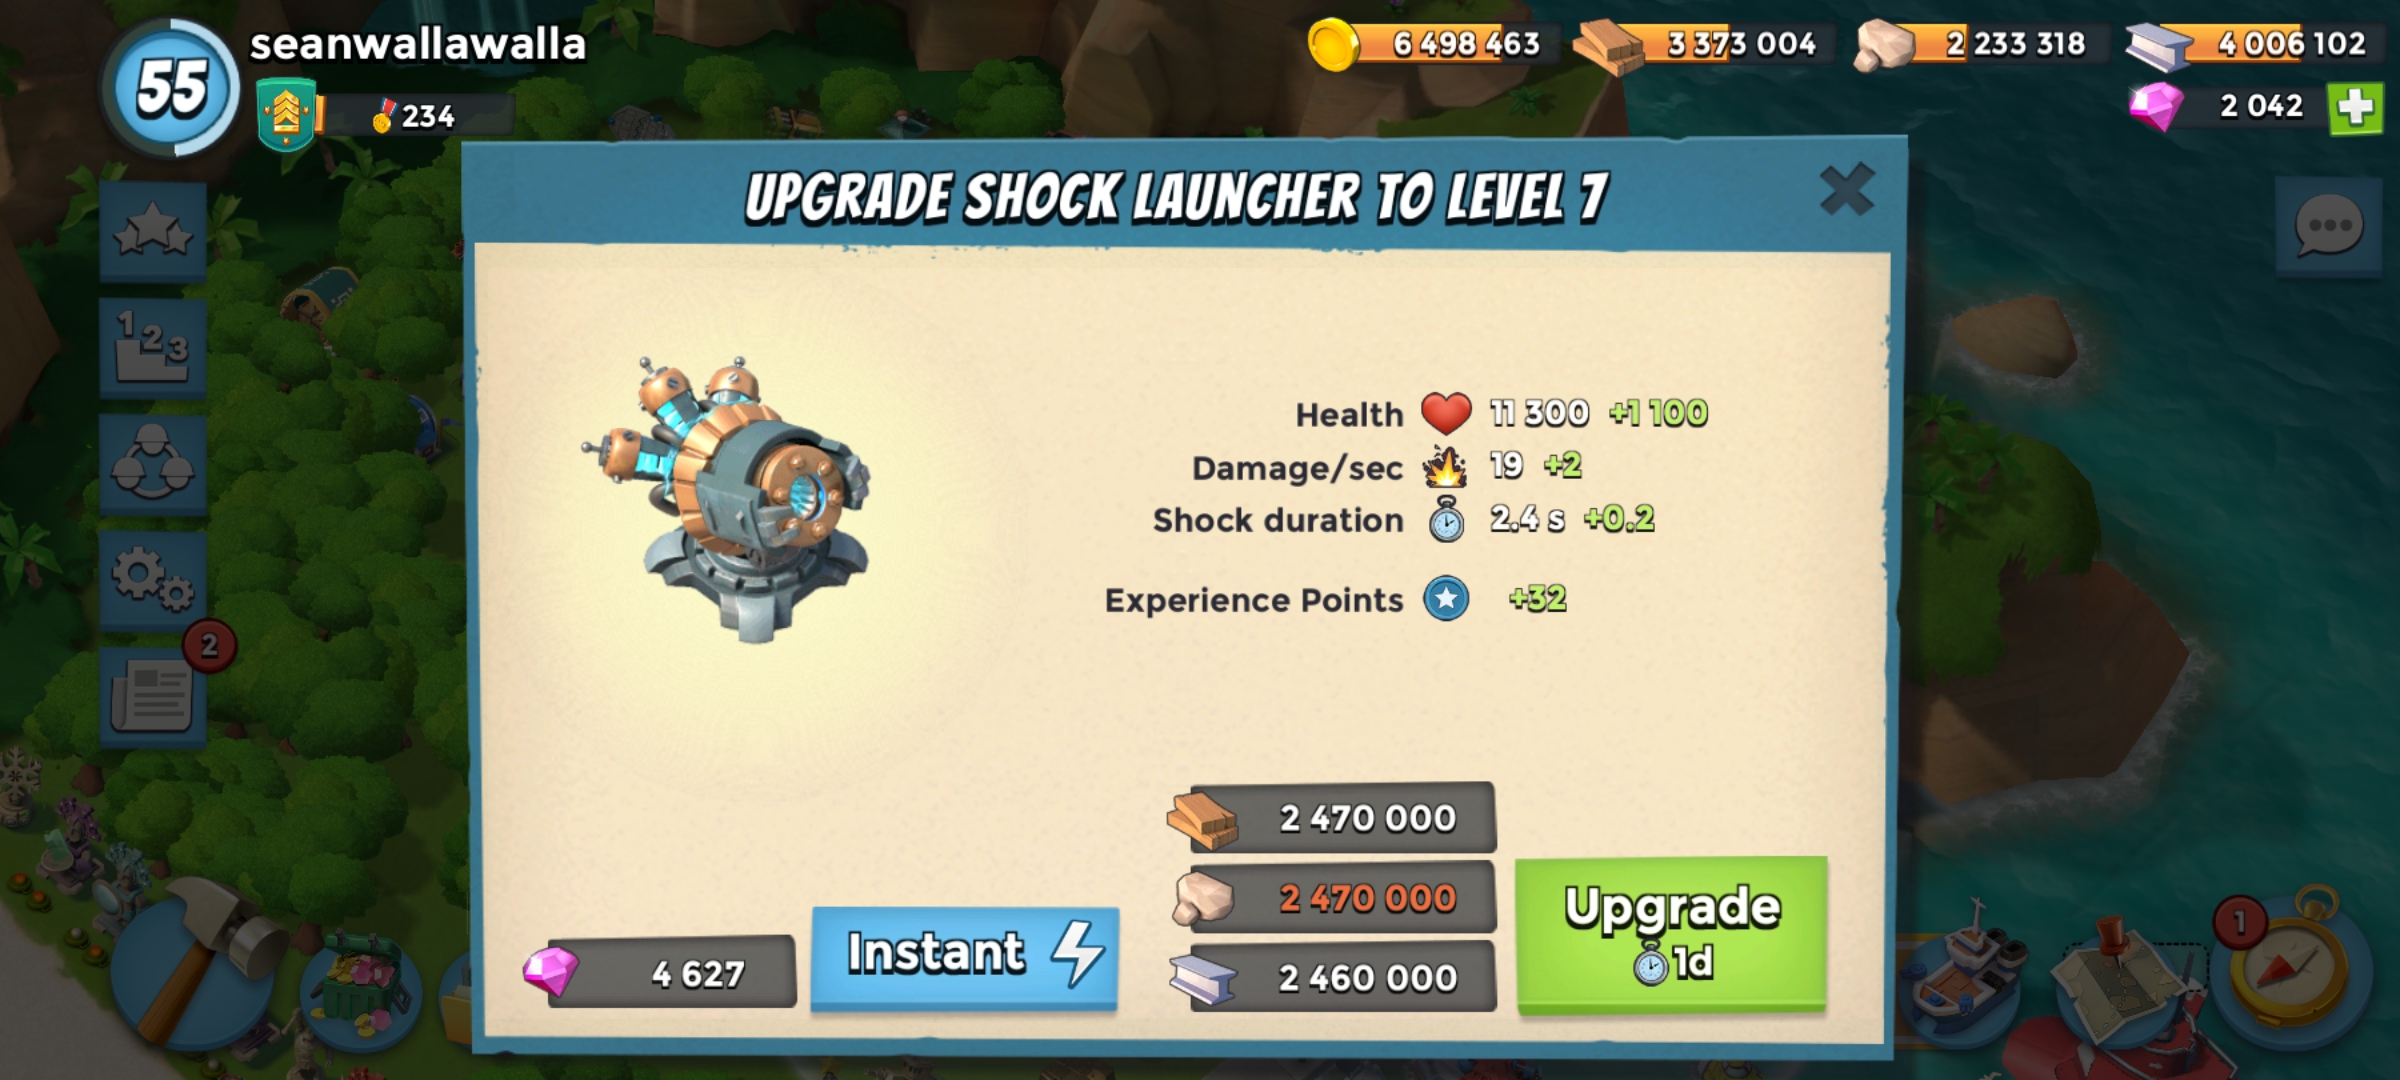 55
seanwallawalla
234
6 498 463
3 373 004
2 233 318
4 006 102
2 042
UPGRADE SHOCK LAUNCHER TO LEVEL 7
1 2 3
2
Health 11 300 +1 100
Damage/sec 19 +2
Shock duration 2.4 s +0.2
Experience Points +32
2 470 000
2 470 000
2 460 000
4 627
Instant
Upgrade
1d
1